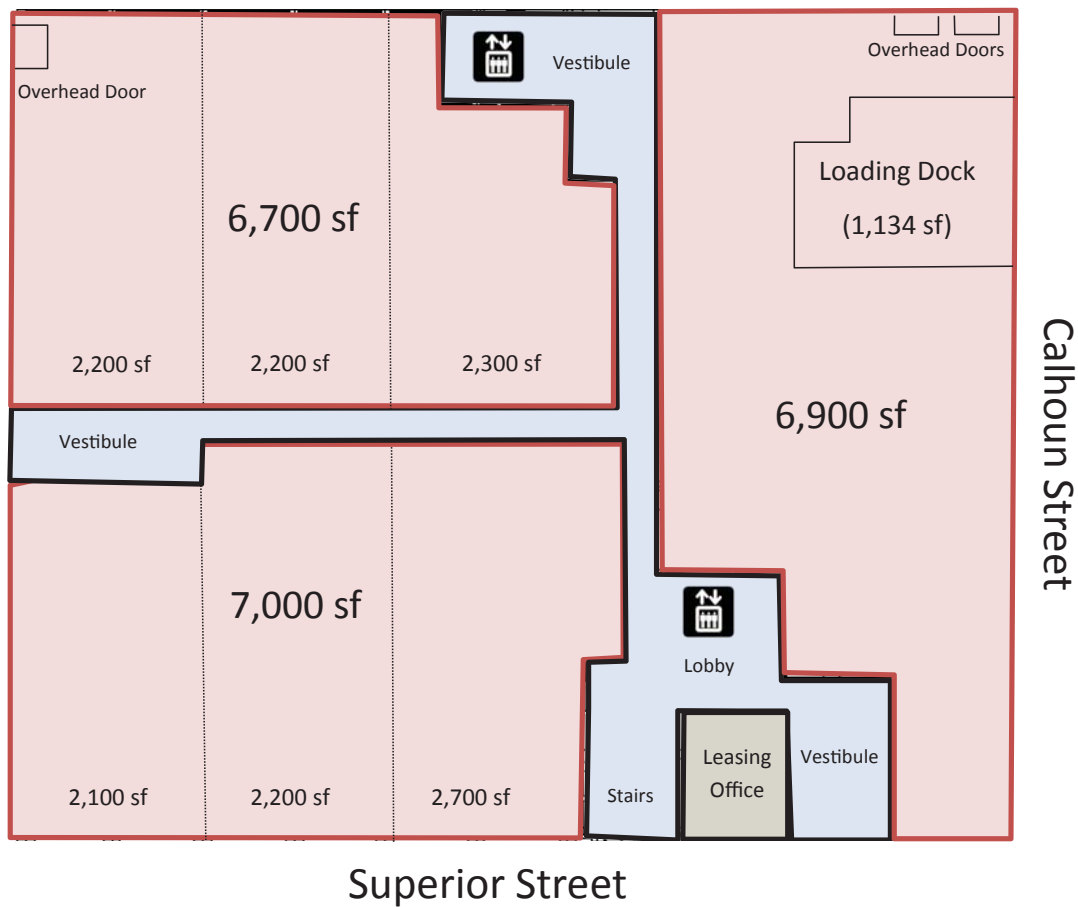 Vestibule
Overhead Doors
Overhead Door
Loading Dock
(1,134 sf)
6,700 sf
2,200 sf
2,200 sf
2,300 sf
6,900 sf
Calhoun Street
Vestibule
7,000 sf
Lobby
Leasing
Office
Vestibule
2,100 sf
2,200 sf
2,700 sf
Stairs
Superior Street